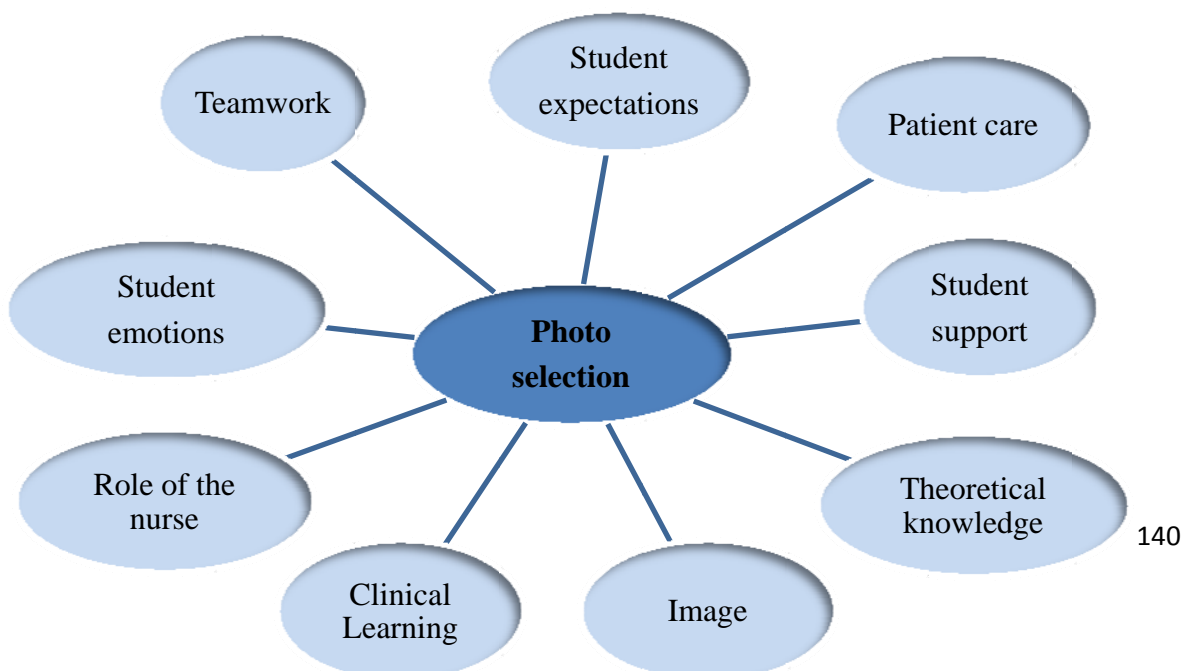 Student
expectations
Teamwork
Patient care
Student
emotions
Student
support
Photo
selection
Role of the
nurse
Theoretical
knowledge
140
Clinical
Learning
Image